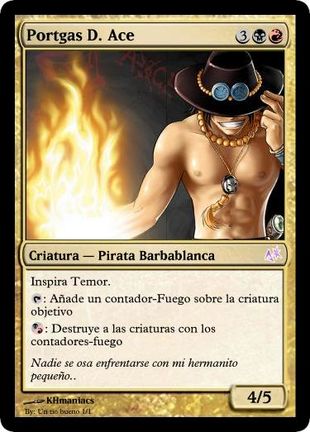 Portgas D. Ace 3
Criatura — Pirata Barbablanca
Inspira Temor.
: Añade un contador-Fuego sobre la criatura
objetivo
: Destruye a las criaturas con los
contadores-fuego
Nadie se osa enfrentarse con mi hermanito
pequeño..
KHmaniacs
By: Un tio bueno 1/1
4/5